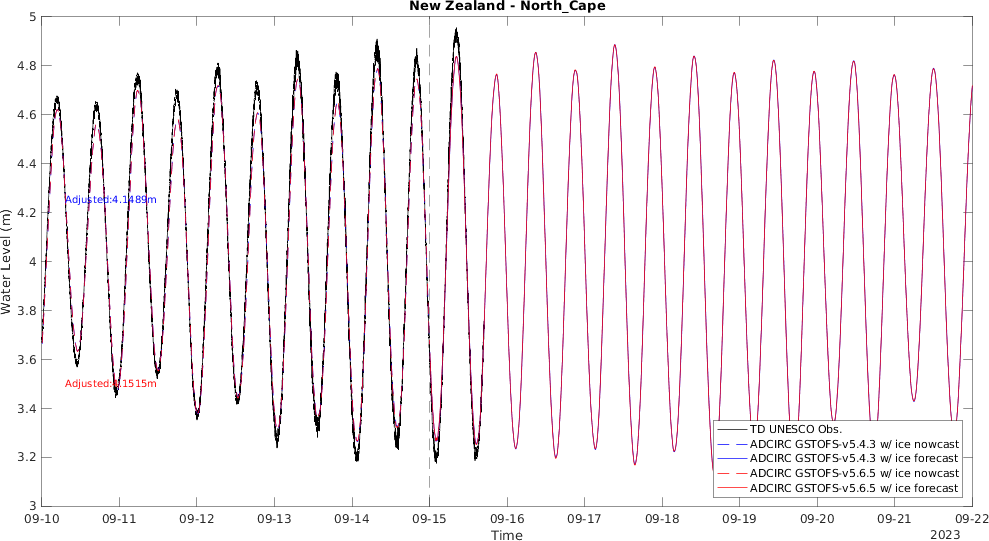 New Zealand - North_Cape
Water Level (m)
5
4.8
4.6
4.4
4.2
4
3.8
3.6
3.4
3.2
3
Adjusted:4.1489m
Adjusted:4.1515m
TD UNESCO Obs.
ADCIRC GSTOFS-v5.4.3 w/ ice nowcast
ADCIRC GSTOFS-v5.4.3 w/ ice forecast
ADCIRC GSTOFS-v5.6.5 w/ ice nowcast
ADCIRC GSTOFS-v5.6.5 w/ ice forecast
09-10 09-11 09-12 09-13 09-14 09-15 09-16 09-17 09-18 09-19 09-20 09-21 09-22
Time
2023